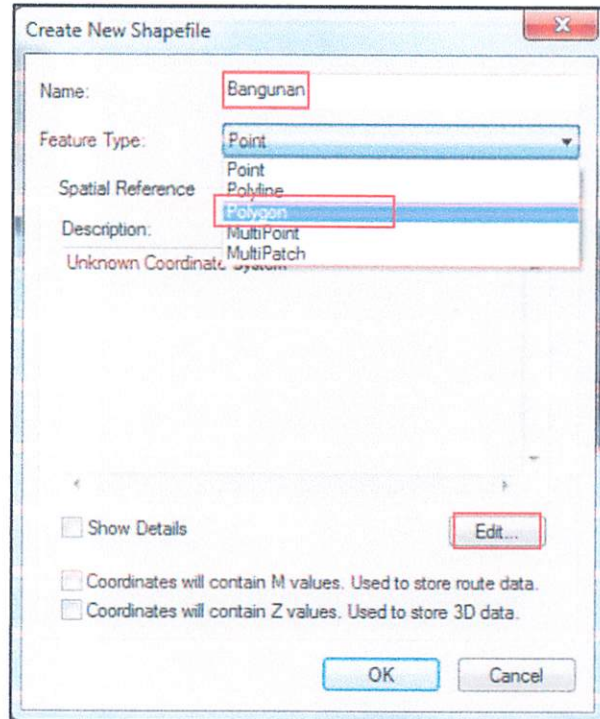 Create New Shapefile
Name: Bangunan
Feature Type: Point
Point
Spatial Reference Polyline
Polygon
Description: MultiPoint
MultiPatch
Unknown Coordinate System
Show Details
Edit...
Coordinates will contain M values. Used to store route data.
Coordinates will contain Z values. Used to store 3D data.
OK Cancel